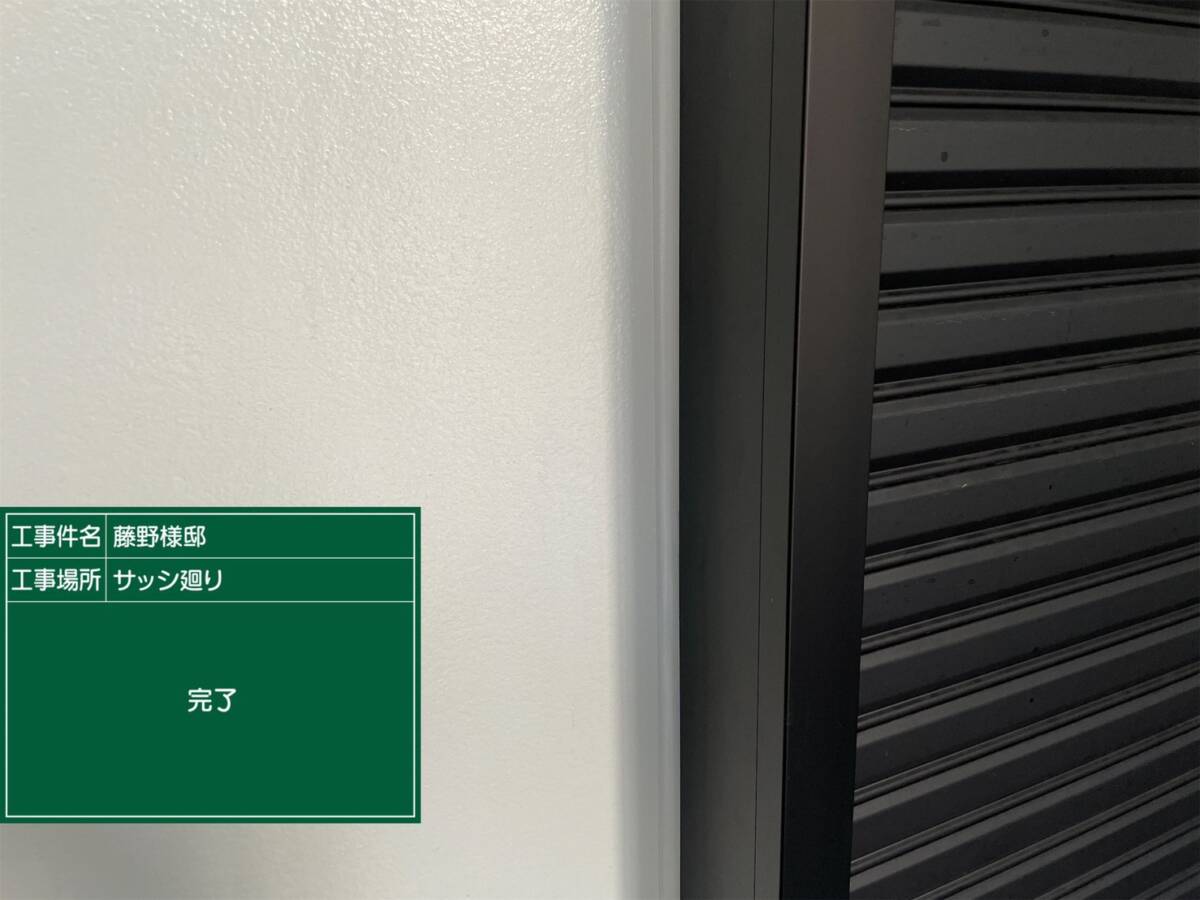 工事件名 藤野様邸
工事場所 サッシ廻り
完了